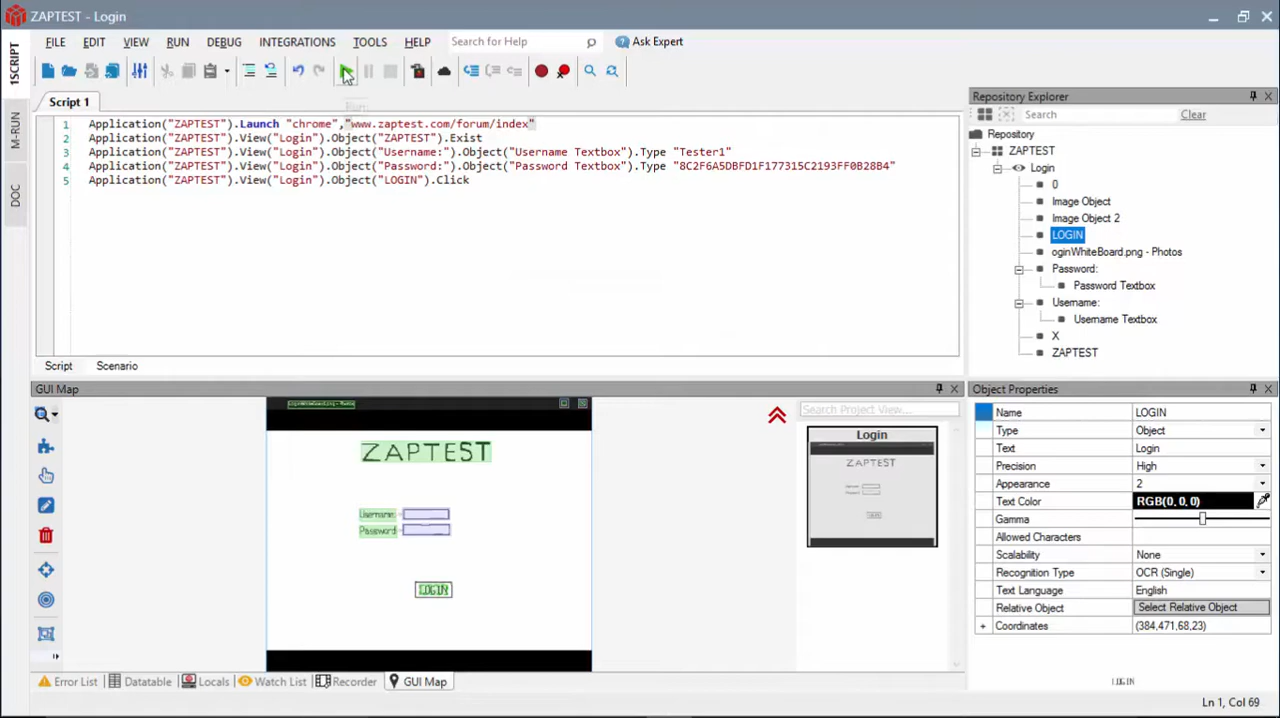 ZAPTEST - Login
FILE EDIT VIEW RUN DEBUG INTEGRATIONS TOOLS HELP Search for Help Ask Expert
1SCRIPT
M-RUN
DOC
Script 1
Run
1 Application("ZAPTEST").Launch "chrome","www.zaptest.com/forum/index"
2 Application("ZAPTEST").View("Login").Object("ZAPTEST").Exist
3 Application("ZAPTEST").View("Login").Object("Username:").Object("Username Textbox").Type "Tester1"
4 Application("ZAPTEST").View("Login").Object("Password:").Object("Password Textbox").Type "8C2F6A5DBFD1F177315C2193FF0B28B4"
5 Application("ZAPTEST").View("Login").Object("LOGIN").Click
Script Scenario
Repository Explorer
Search Clear
Repository
ZAPTEST
Login
0
Image Object
Image Object 2
LOGIN
oginWhiteBoard.png - Photos
Password:
Password Textbox
Username:
Username Textbox
X
ZAPTEST
GUI Map
ZAPTEST
Username:
Password:
LOGIN
Search Project View...
Login
ZAPTEST
Object Properties
Name LOGIN
Type Object
Text Login
Precision High
Appearance 2
Text Color RGB(0, 0, 0)
Gamma
Allowed Characters
Scalability None
Recognition Type OCR (Single)
Text Language English
Relative Object Select Relative Object
Coordinates (384,471,68,23)
LOGIN
Error List Datatable Locals Watch List Recorder GUI Map
Ln 1, Col 69